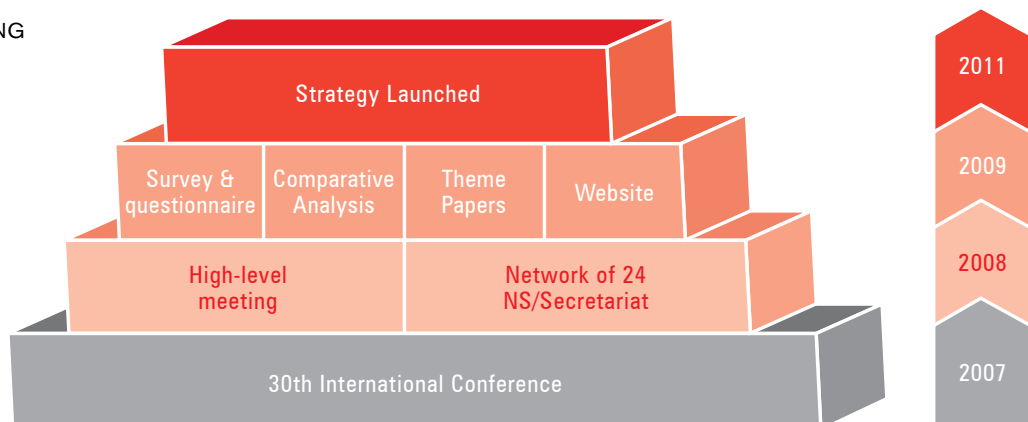 NG
Strategy Launched
2011
Survey &
questionnaire
Comparative
Analysis
Theme
Papers
Website
2009
High-level
meeting
Network of 24
NS/Secretariat
2008
30th International Conference
2007